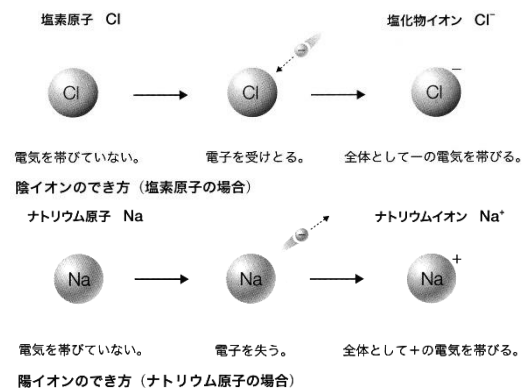 塩素原子 Cl
塩化物イオン Cl⁻
Cl
−
Cl
Cl −
電気を帯びていない。
電子を受けとる。
全体として−の電気を帯びる。
陰イオンのでき方（塩素原子の場合）
ナトリウム原子 Na
ナトリウムイオン Na⁺
−
Na
Na
Na +
電気を帯びていない。
電子を失う。
全体として＋の電気を帯びる。
陽イオンのでき方（ナトリウム原子の場合）